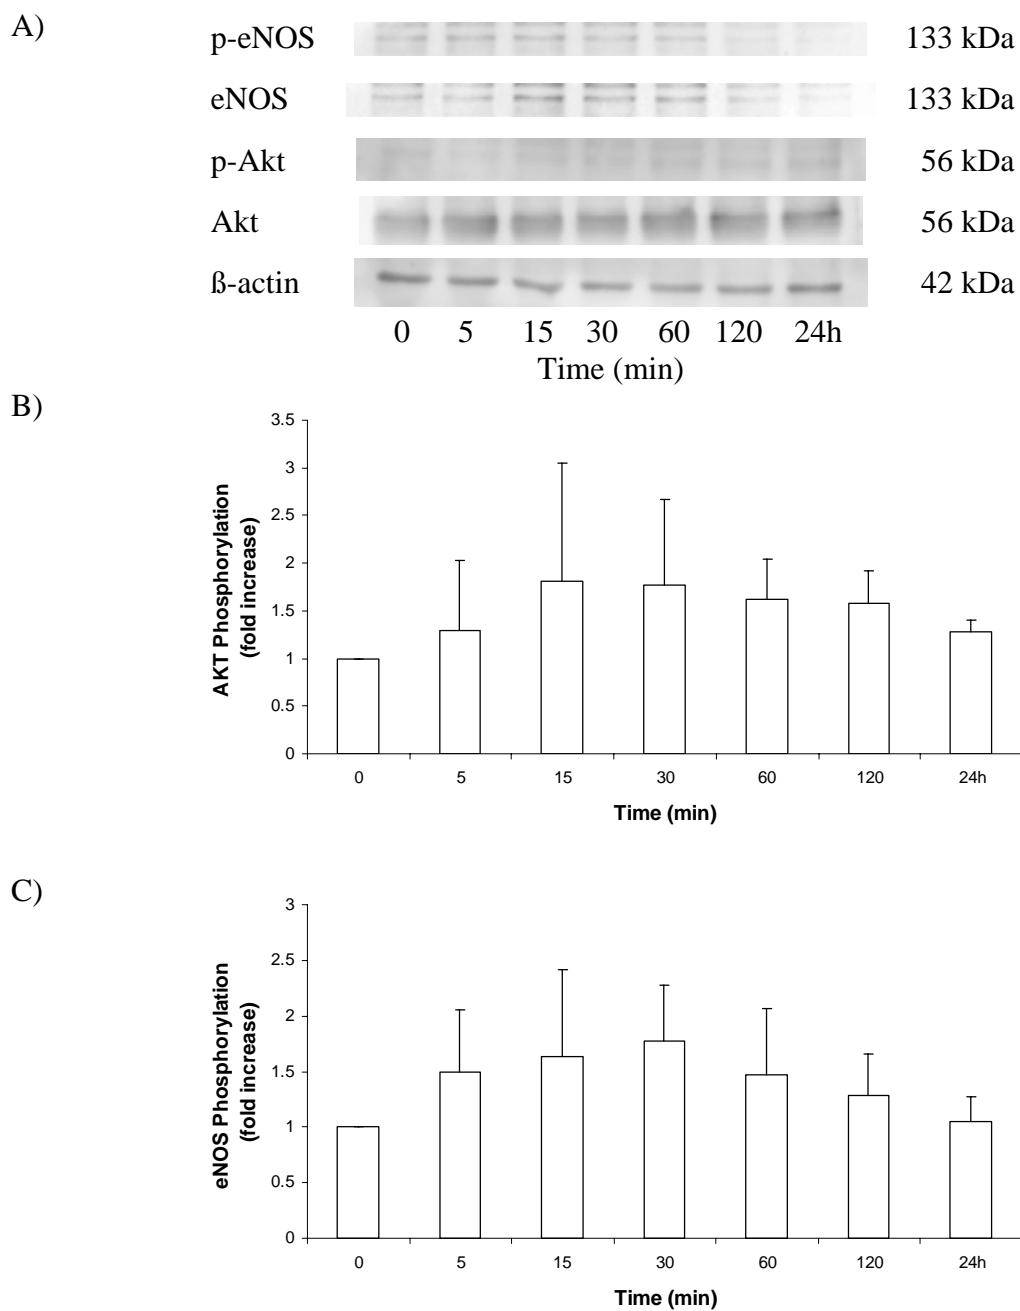 A)
p-eNOS 133 kDa
eNOS 133 kDa
p-Akt 56 kDa
Akt 56 kDa
ß-actin 42 kDa
0 5 15 30 60 120 24h
Time (min)
B)
AKT Phosphorylation
(fold increase)
3.5
3
2.5
2
1.5
1
0.5
0
0 5 15 30 60 120 24h
Time (min)
C)
eNOS Phosphorylation
(fold increase)
3
2.5
2
1.5
1
0.5
0
0 5 15 30 60 120 24h
Time (min)